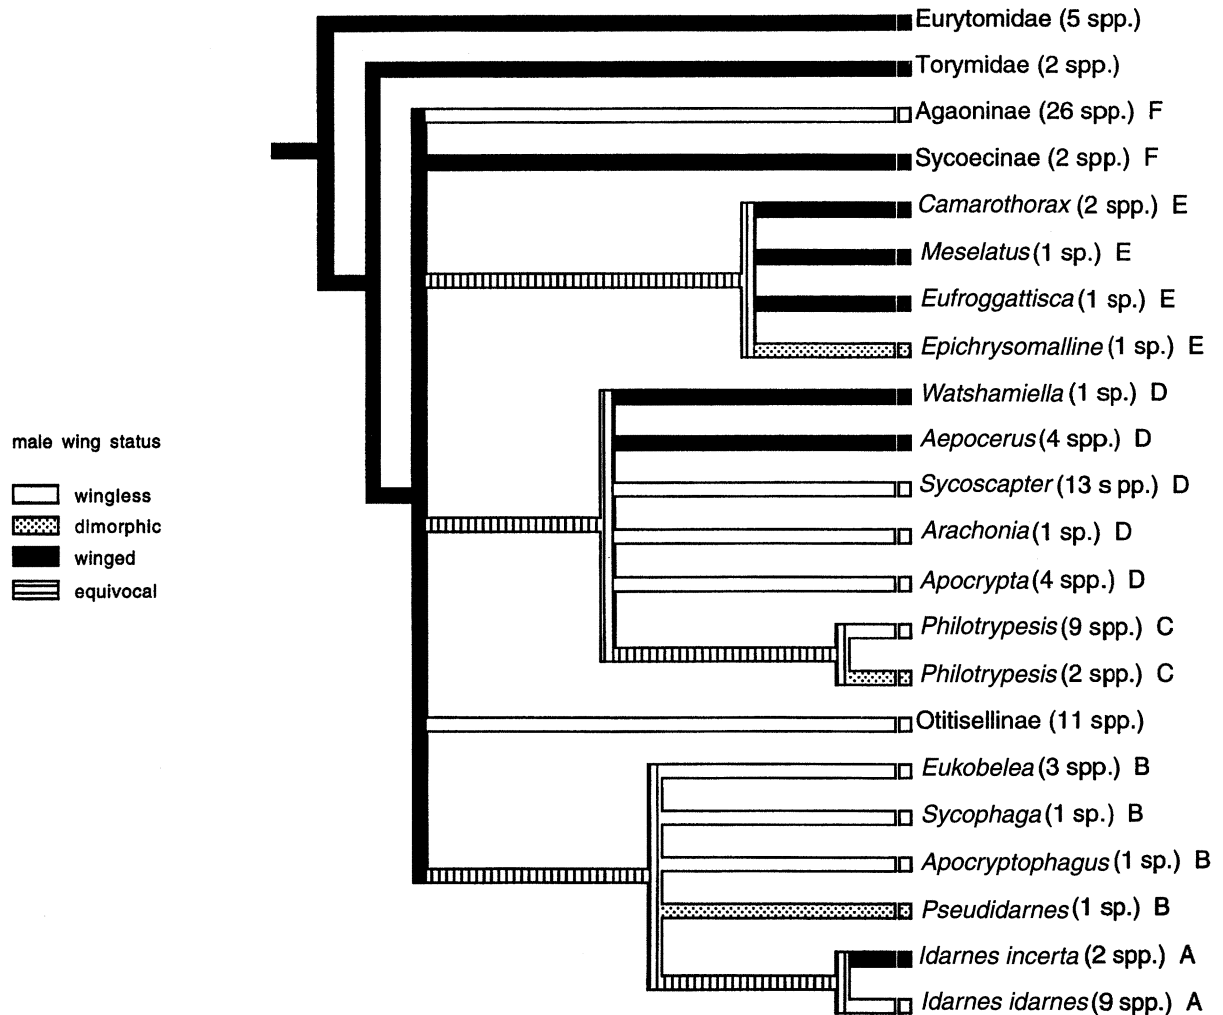 Eurytomidae (5 spp.)
Torymidae (2 spp.)
Agaoninae (26 spp.) F
Sycoecinae (2 spp.) F
Camarothorax (2 spp.) E
Meselatus (1 sp.) E
Eufroggattisca (1 sp.) E
Epichrysomalline (1 sp.) E
Watshamiella (1 sp.) D
Aepocerus (4 spp.) D
Sycoscapter (13 s pp.) D
Arachonia (1 sp.) D
Apocrypta (4 spp.) D
Philotrypesis (9 spp.) C
Philotrypesis (2 spp.) C
Otitisellinae (11 spp.)
Eukobelea (3 spp.) B
Sycophaga (1 sp.) B
Apocryptophagus (1 sp.) B
Pseudidarnes (1 sp.) B
Idarnes incerta (2 spp.) A
Idarnes idarnes (9 spp.) A
male wing status
wingless
dimorphic
winged
equivocal